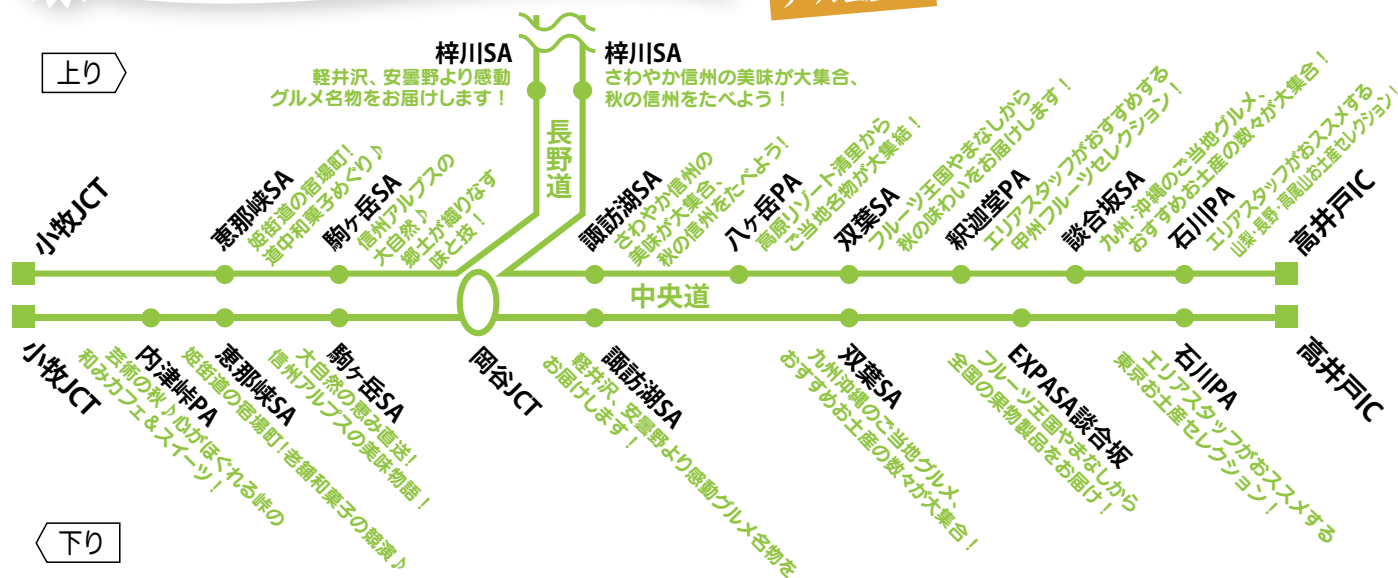 上り
梓川SA
軽井沢、安曇野より感動
グルメ名物をお届けします！
梓川SA
さわやか信州の美味が大集合、
秋の信州をたべよう！
長野道
小牧JCT
恵那峡SA
姫街道の宿場町！
道中和菓子めぐり♪
駒ヶ岳SA
信州アルプスの
大自然♪
郷土が織りなす
味と技！
諏訪湖SA
さわやか信州の
美味が大集合、
秋の信州をたべよう！
八ヶ岳PA
高原リゾート清里から
ご当地名物が大集結！
双葉SA
フルーツ王国やまなしから
秋の味わいをお届けします！
釈迦堂PA
エリアスタッフがおすすめする
甲州フルーツセレクション！
談合坂SA
九州・沖縄のご当地グルメ、
おすすめお土産の数々が大集合！
石川PA
エリアスタッフがおススメする
山梨・長野・高尾山お土産セレクション！
高井戸IC
中央道
小牧JCT
内津峠PA
芸術の秋♪心がほぐれる峠の
和みカフェ＆スイーツ！
恵那峡SA
姫街道の宿場町！老舗和菓子の競演♪
駒ヶ岳SA
大自然の恵み直送！
信州アルプスの美味物語！
岡谷JCT
諏訪湖SA
軽井沢、安曇野より感動グルメ名物を
お届けします！
双葉SA
九州沖縄のご当地グルメ、
おすすめお土産の数々が大集合！
EXPASA談合坂
フルーツ王国やまなしから
全国の果物製品をお届け！
石川PA
エリアスタッフがおススメする
東京お土産セレクション！
高井戸IC
下り